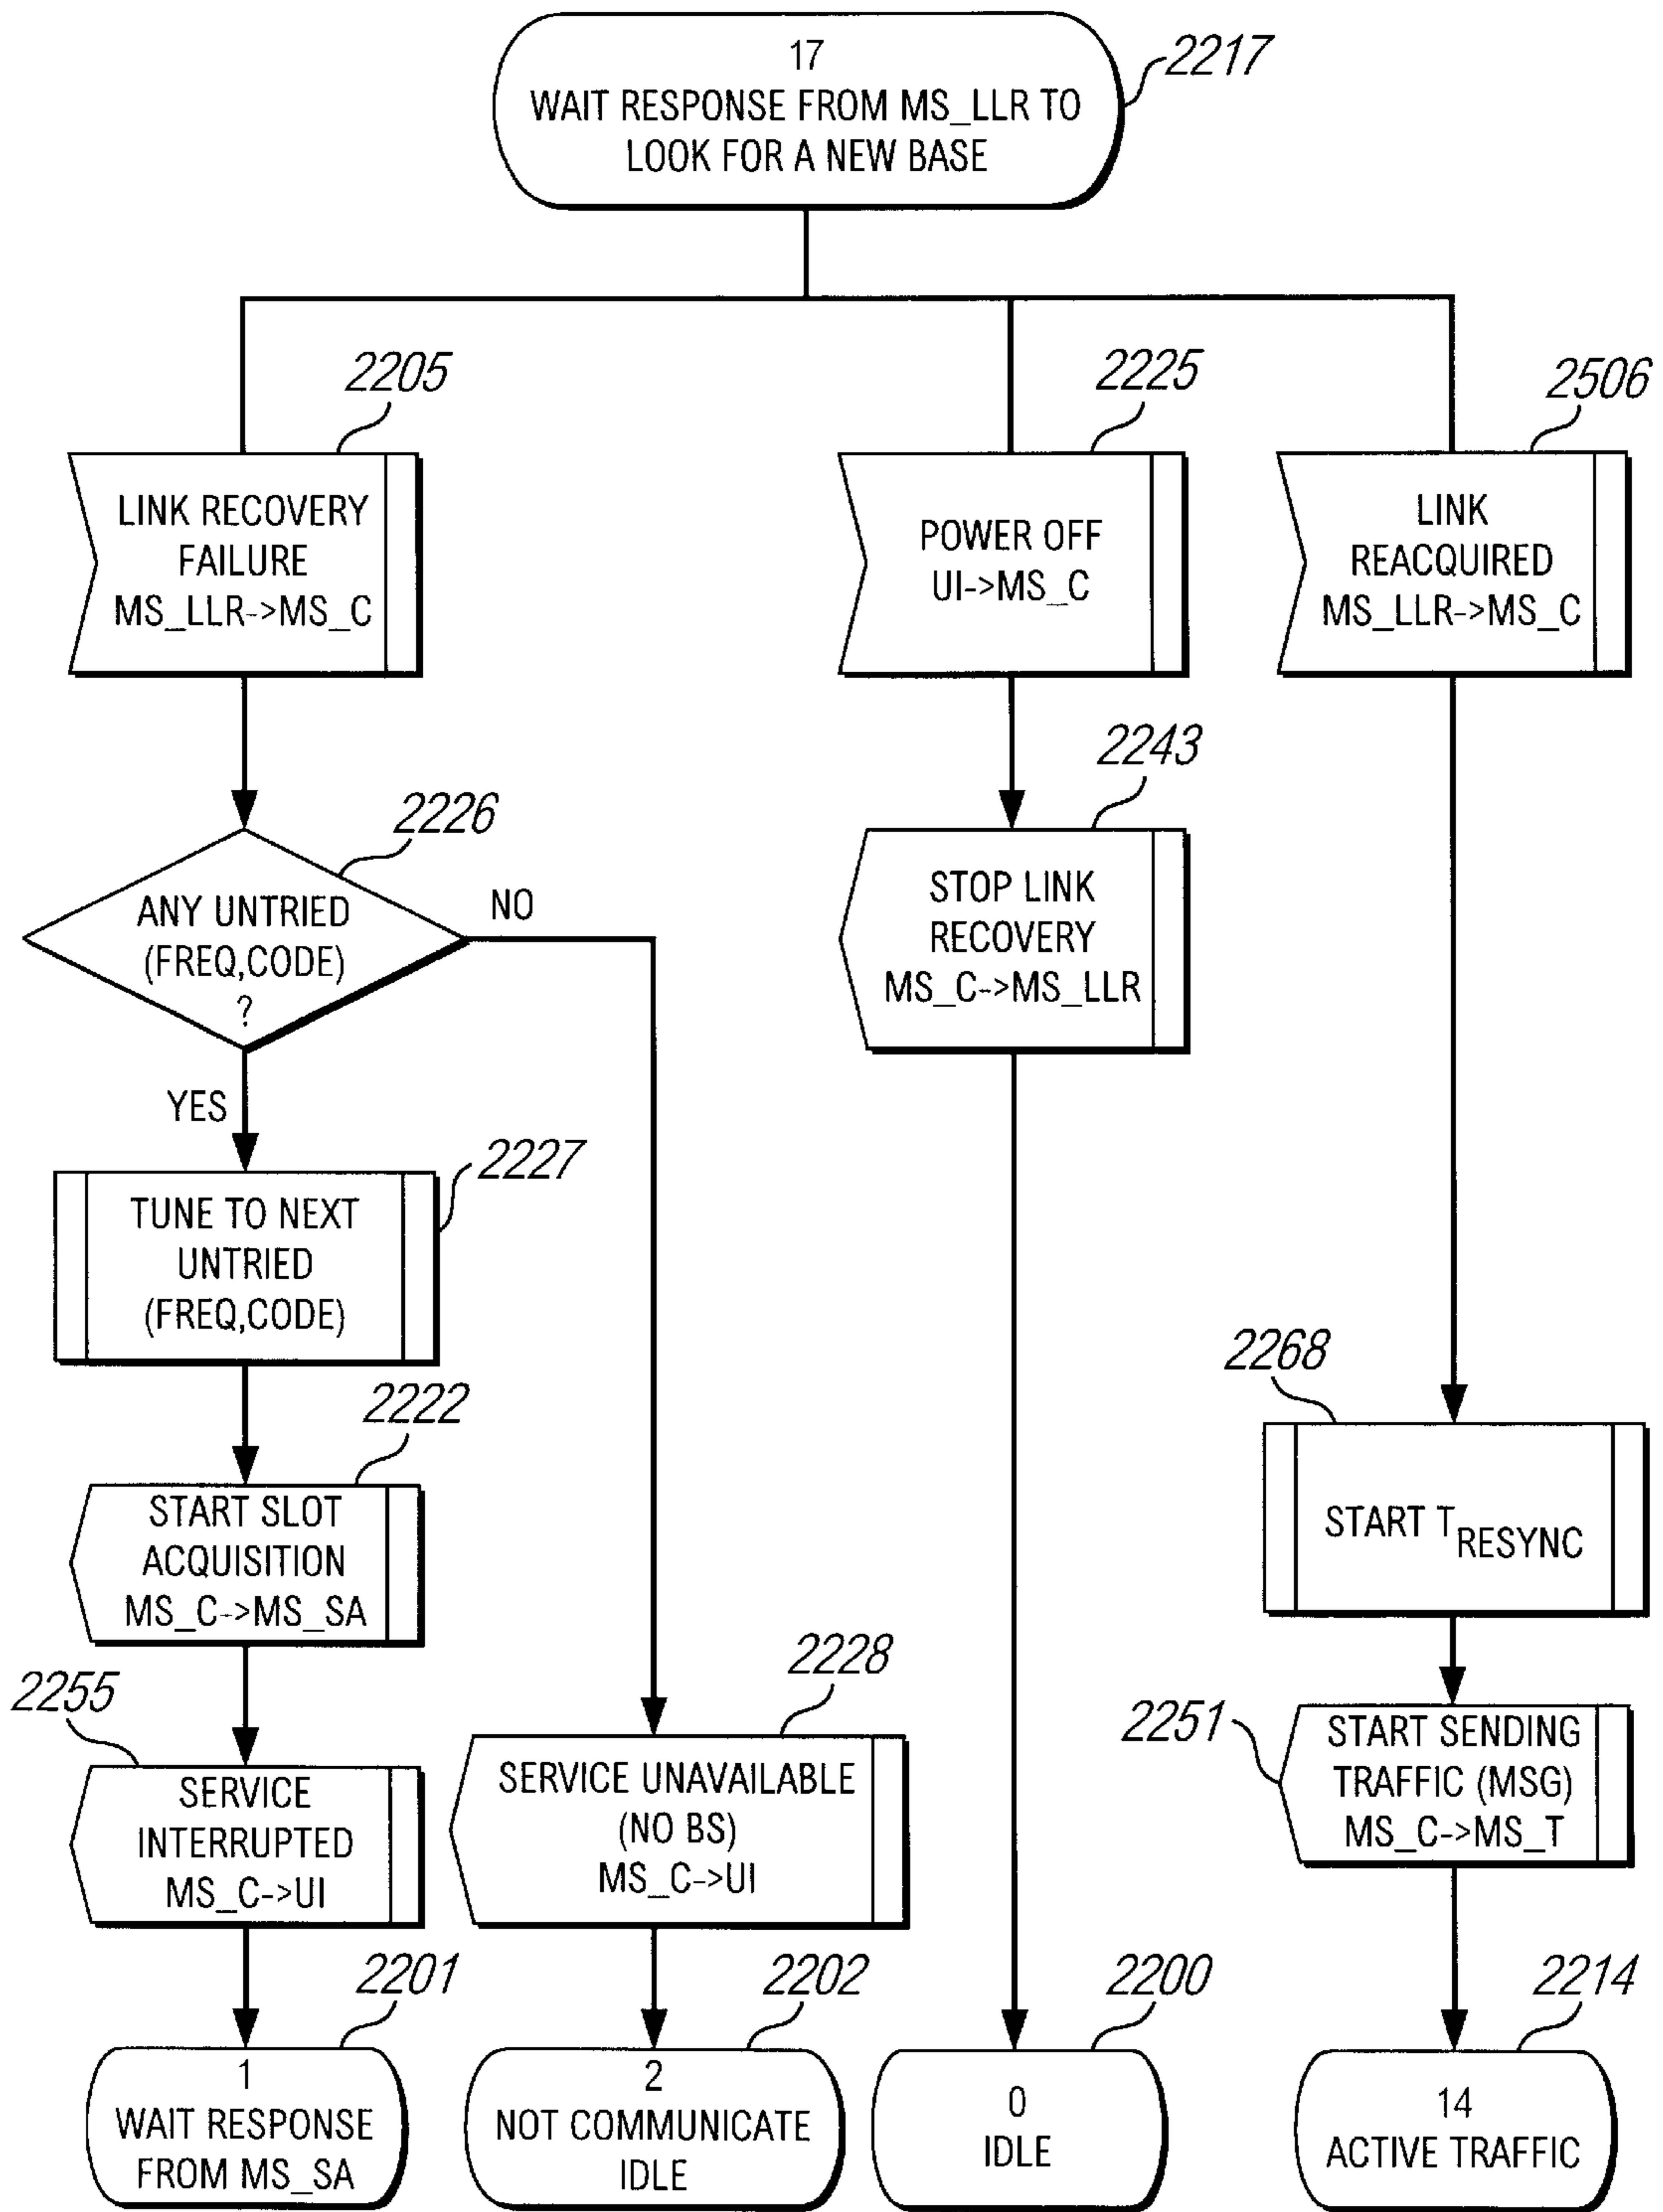 17
WAIT RESPONSE FROM MS_LLR TO
LOOK FOR A NEW BASE
2217
2205
LINK RECOVERY
FAILURE
MS_LLR->MS_C
2225
POWER OFF
UI->MS_C
2506
LINK
REACQUIRED
MS_LLR->MS_C
2226
ANY UNTRIED
(FREQ,CODE)
?
NO
YES
2243
STOP LINK
RECOVERY
MS_C->MS_LLR
2227
TUNE TO NEXT
UNTRIED
(FREQ,CODE)
2222
START SLOT
ACQUISITION
MS_C->MS_SA
2268
START T RESYNC
2255
SERVICE
INTERRUPTED
MS_C->UI
2228
SERVICE UNAVAILABLE
(NO BS)
MS_C->UI
2251
START SENDING
TRAFFIC (MSG)
MS_C->MS_T
2201
1
WAIT RESPONSE
FROM MS_SA
2202
2
NOT COMMUNICATE
IDLE
2200
0
IDLE
2214
14
ACTIVE TRAFFIC